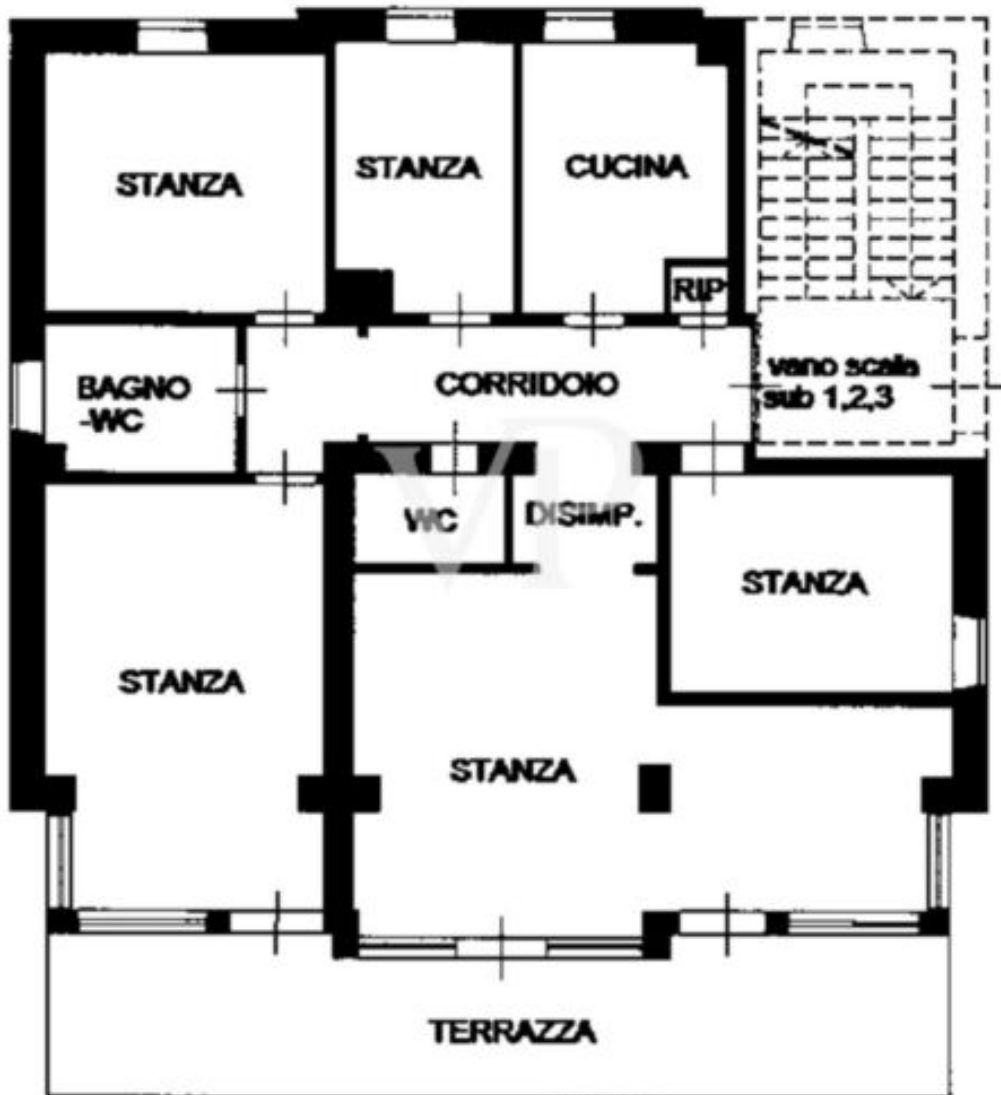 STANZA
STANZA
CUCINA
RIP
BAGNO
-WC
CORRIDOIO
vano scala
sub 1,2,3
WC
DISIMP.
STANZA
STANZA
STANZA
TERRAZZA
VP